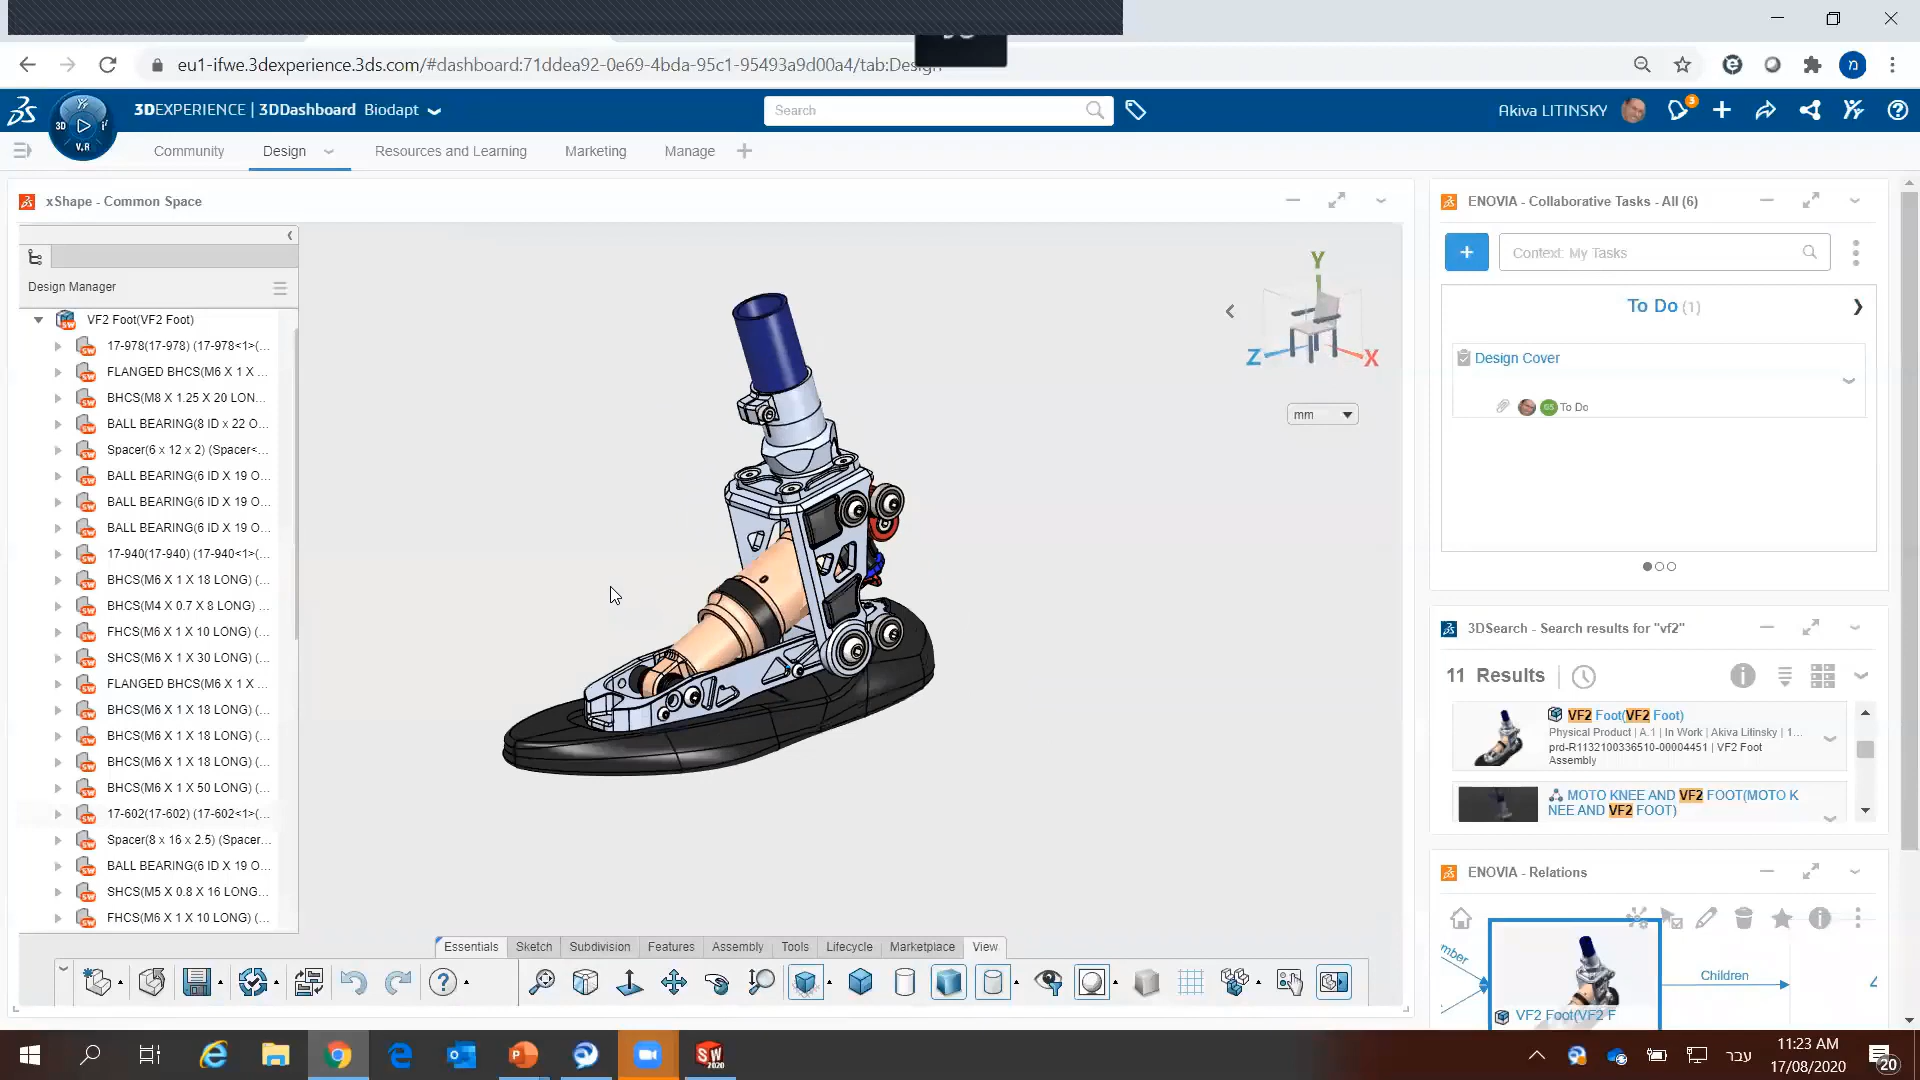 eu1-ifwe.3dexperience.3ds.com/#dashboard:71ddea92-0e69-4bda-95c1-95493a9d00a4/tab:Design
3DEXPERIENCE | 3DDashboard Biodapt
3D
V.R
Search
Akiva LITINSKY
3
Community
Design
Resources and Learning
Marketing
Manage
xShape - Common Space
Design Manager
VF2 Foot(VF2 Foot)
17-978(17-978) (17-978<1>(...
FLANGED BHCS(M6 X 1 X ...
BHCS(M8 X 1.25 X 20 LON...
BALL BEARING(8 ID x 22 O...
Spacer(6 x 12 x 2) (Spacer<...
BALL BEARING(6 ID X 19 O...
BALL BEARING(6 ID X 19 O...
BALL BEARING(6 ID X 19 O...
17-940(17-940) (17-940<1>(...
BHCS(M6 X 1 X 18 LONG) (...
BHCS(M4 X 0.7 X 8 LONG) ...
FHCS(M6 X 1 X 10 LONG) (...
SHCS(M6 X 1 X 30 LONG) (...
FLANGED BHCS(M6 X 1 X ...
BHCS(M6 X 1 X 18 LONG) (...
BHCS(M6 X 1 X 18 LONG) (...
BHCS(M6 X 1 X 18 LONG) (...
BHCS(M6 X 1 X 50 LONG) (...
17-602(17-602) (17-602<1>(...
Spacer(8 x 16 x 2.5) (Spacer...
BALL BEARING(6 ID X 19 O...
SHCS(M5 X 0.8 X 16 LONG...
FHCS(M6 X 1 X 10 LONG) (...
Y
Z
X
mm
Essentials
Sketch
Subdivision
Features
Assembly
Tools
Lifecycle
Marketplace
View
ENOVIA - Collaborative Tasks - All (6)
Context: My Tasks
To Do (1)
Design Cover
To Do
3DSearch - Search results for "vf2"
11 Results
VF2 Foot(VF2 Foot)
Physical Product | A.1 | In Work | Akiva Litinsky | 1...
prd-R1132100336510-00004451 | VF2 Foot
Assembly
MOTO KNEE AND VF2 FOOT(MOTO K
NEE AND VF2 FOOT)
ENOVIA - Relations
mber
Children
VF2 Foot(VF2 F
SW
2020
עבר
11:23 AM
17/08/2020
20